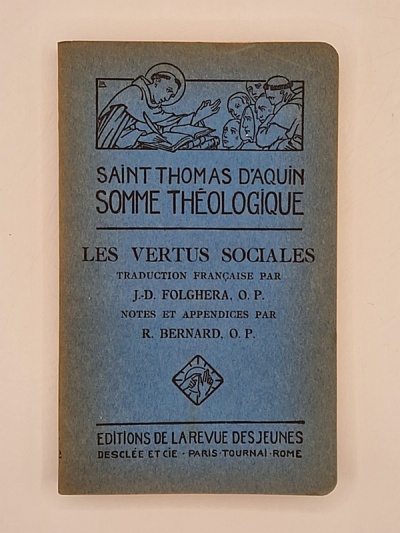 SAINT THOMAS D'AQUIN
SOMME THÉOLOGIQUE
LES VERTUS SOCIALES
TRADUCTION FRANÇAISE PAR
J.-D. FOLGHERA, O. P.
NOTES ET APPENDICES PAR
R. BERNARD, O. P.
EDITIONS DE LA REVUE DES JEUNES
DESCLÉE ET CIE - PARIS - TOURNAI - ROME